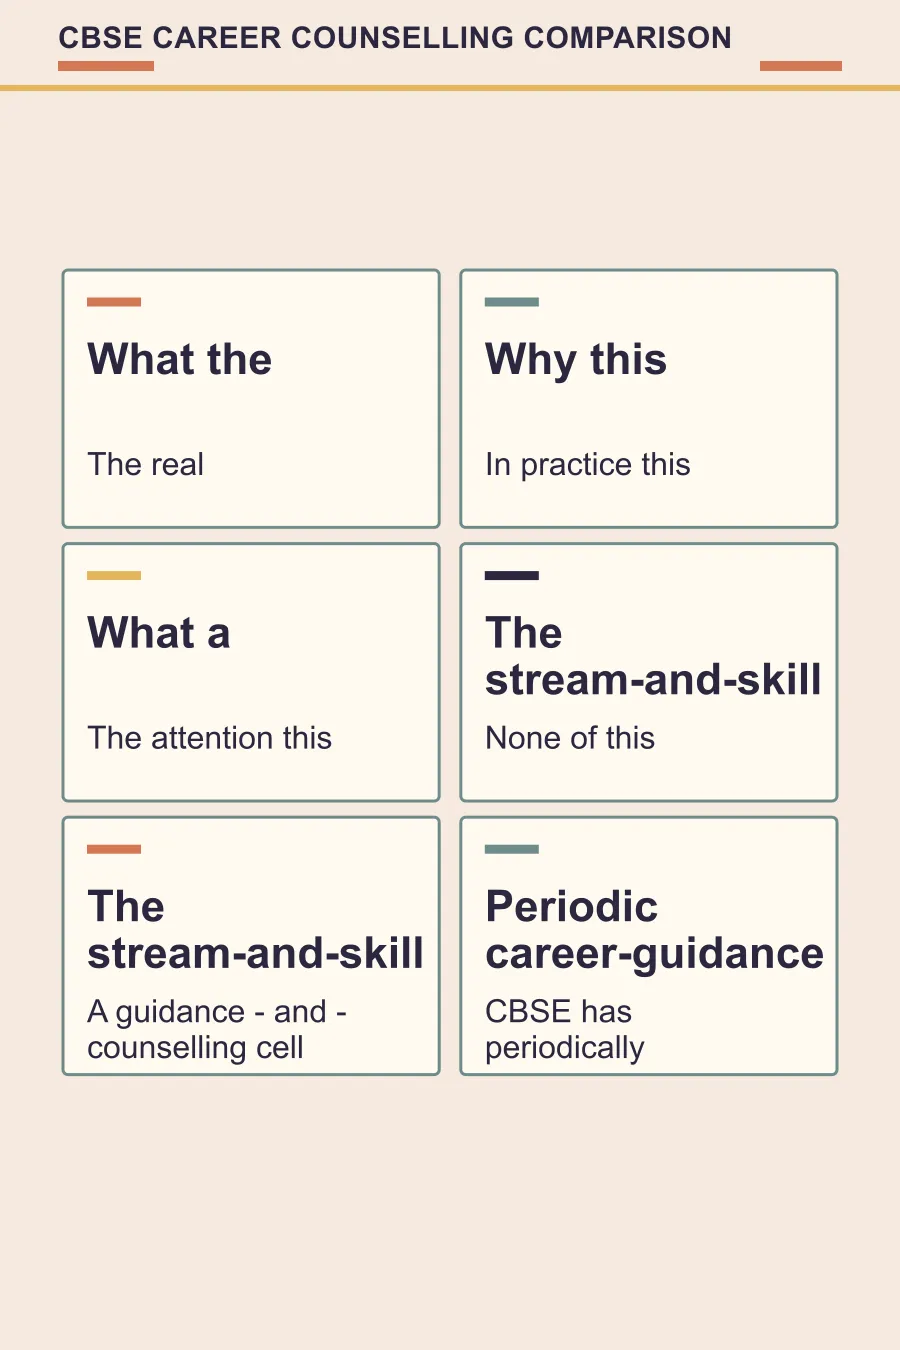 CBSE CAREER COUNSELLING COMPARISON
What the
The real
Why this
In practice this
What a
The attention this
The
stream-and-skill
None of this
The
stream-and-skill
A guidance - and -
counselling cell
Periodic
career-guidance
CBSE has
periodically